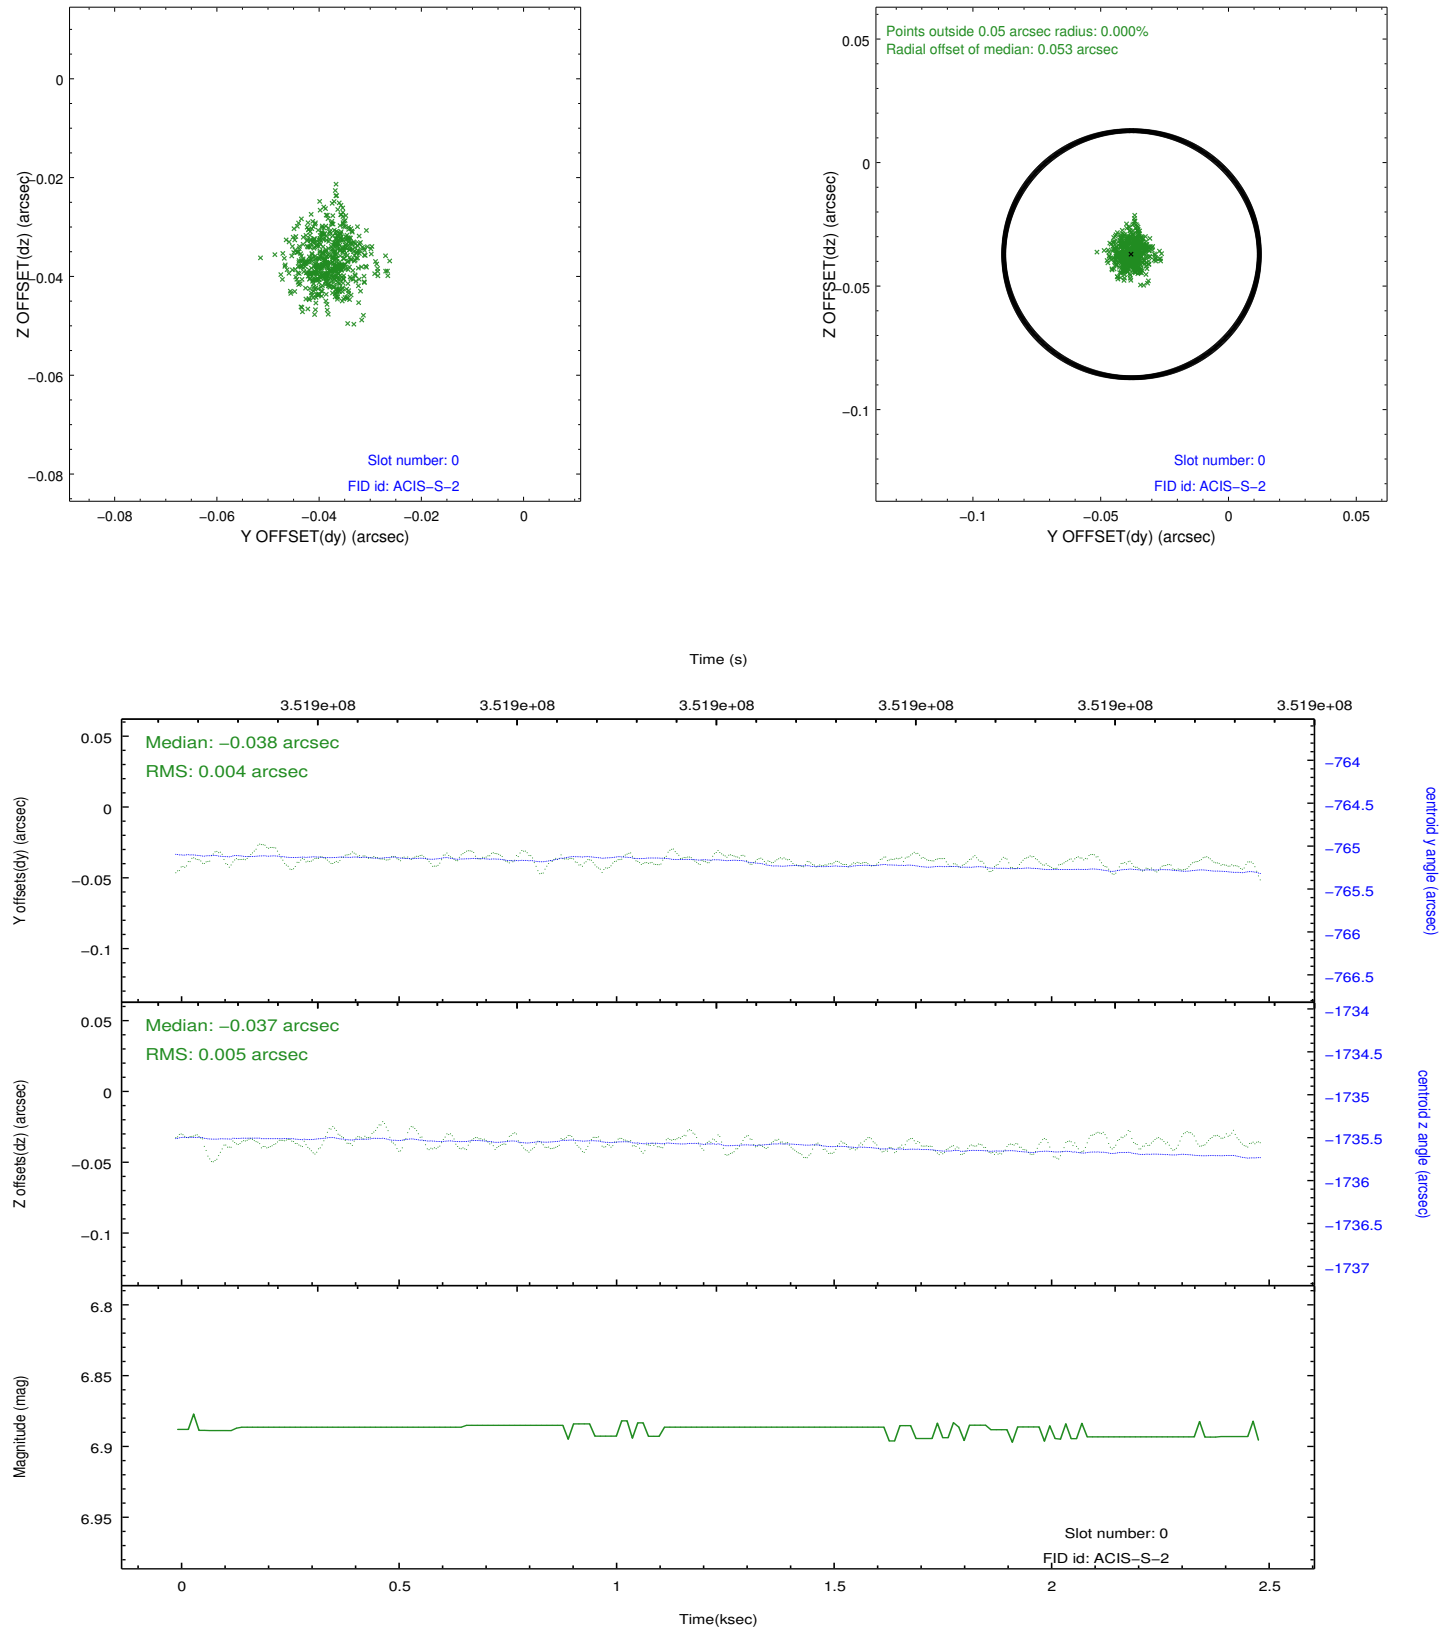 0
−0.02
−0.04
−0.06
−0.08
Z OFFSET(dz) (arcsec)
Slot number: 0
FID id: ACIS−S−2
−0.08
−0.06
−0.04
−0.02
0
Y OFFSET(dy) (arcsec)
Points outside 0.05 arcsec radius: 0.000%
Radial offset of median: 0.053 arcsec
0.05
0
−0.05
−0.1
Z OFFSET(dz) (arcsec)
Slot number: 0
FID id: ACIS−S−2
−0.1
−0.05
0
0.05
Y OFFSET(dy) (arcsec)
Time (s)
3.519e+08
3.519e+08
3.519e+08
3.519e+08
3.519e+08
3.519e+08
Median: −0.038 arcsec
RMS: 0.004 arcsec
0.05
0
−0.05
−0.1
Y offsets(dy) (arcsec)
−764
−764.5
−765
−765.5
−766
−766.5
centroid y angle (arcsec)
Median: −0.037 arcsec
RMS: 0.005 arcsec
0.05
0
−0.05
−0.1
Z offsets(dz) (arcsec)
−1734
−1734.5
−1735
−1735.5
−1736
−1736.5
−1737
centroid z angle (arcsec)
6.8
6.85
6.9
6.95
Magnitude (mag)
Slot number: 0
FID id: ACIS−S−2
0
0.5
1
1.5
2
2.5
Time(ksec)